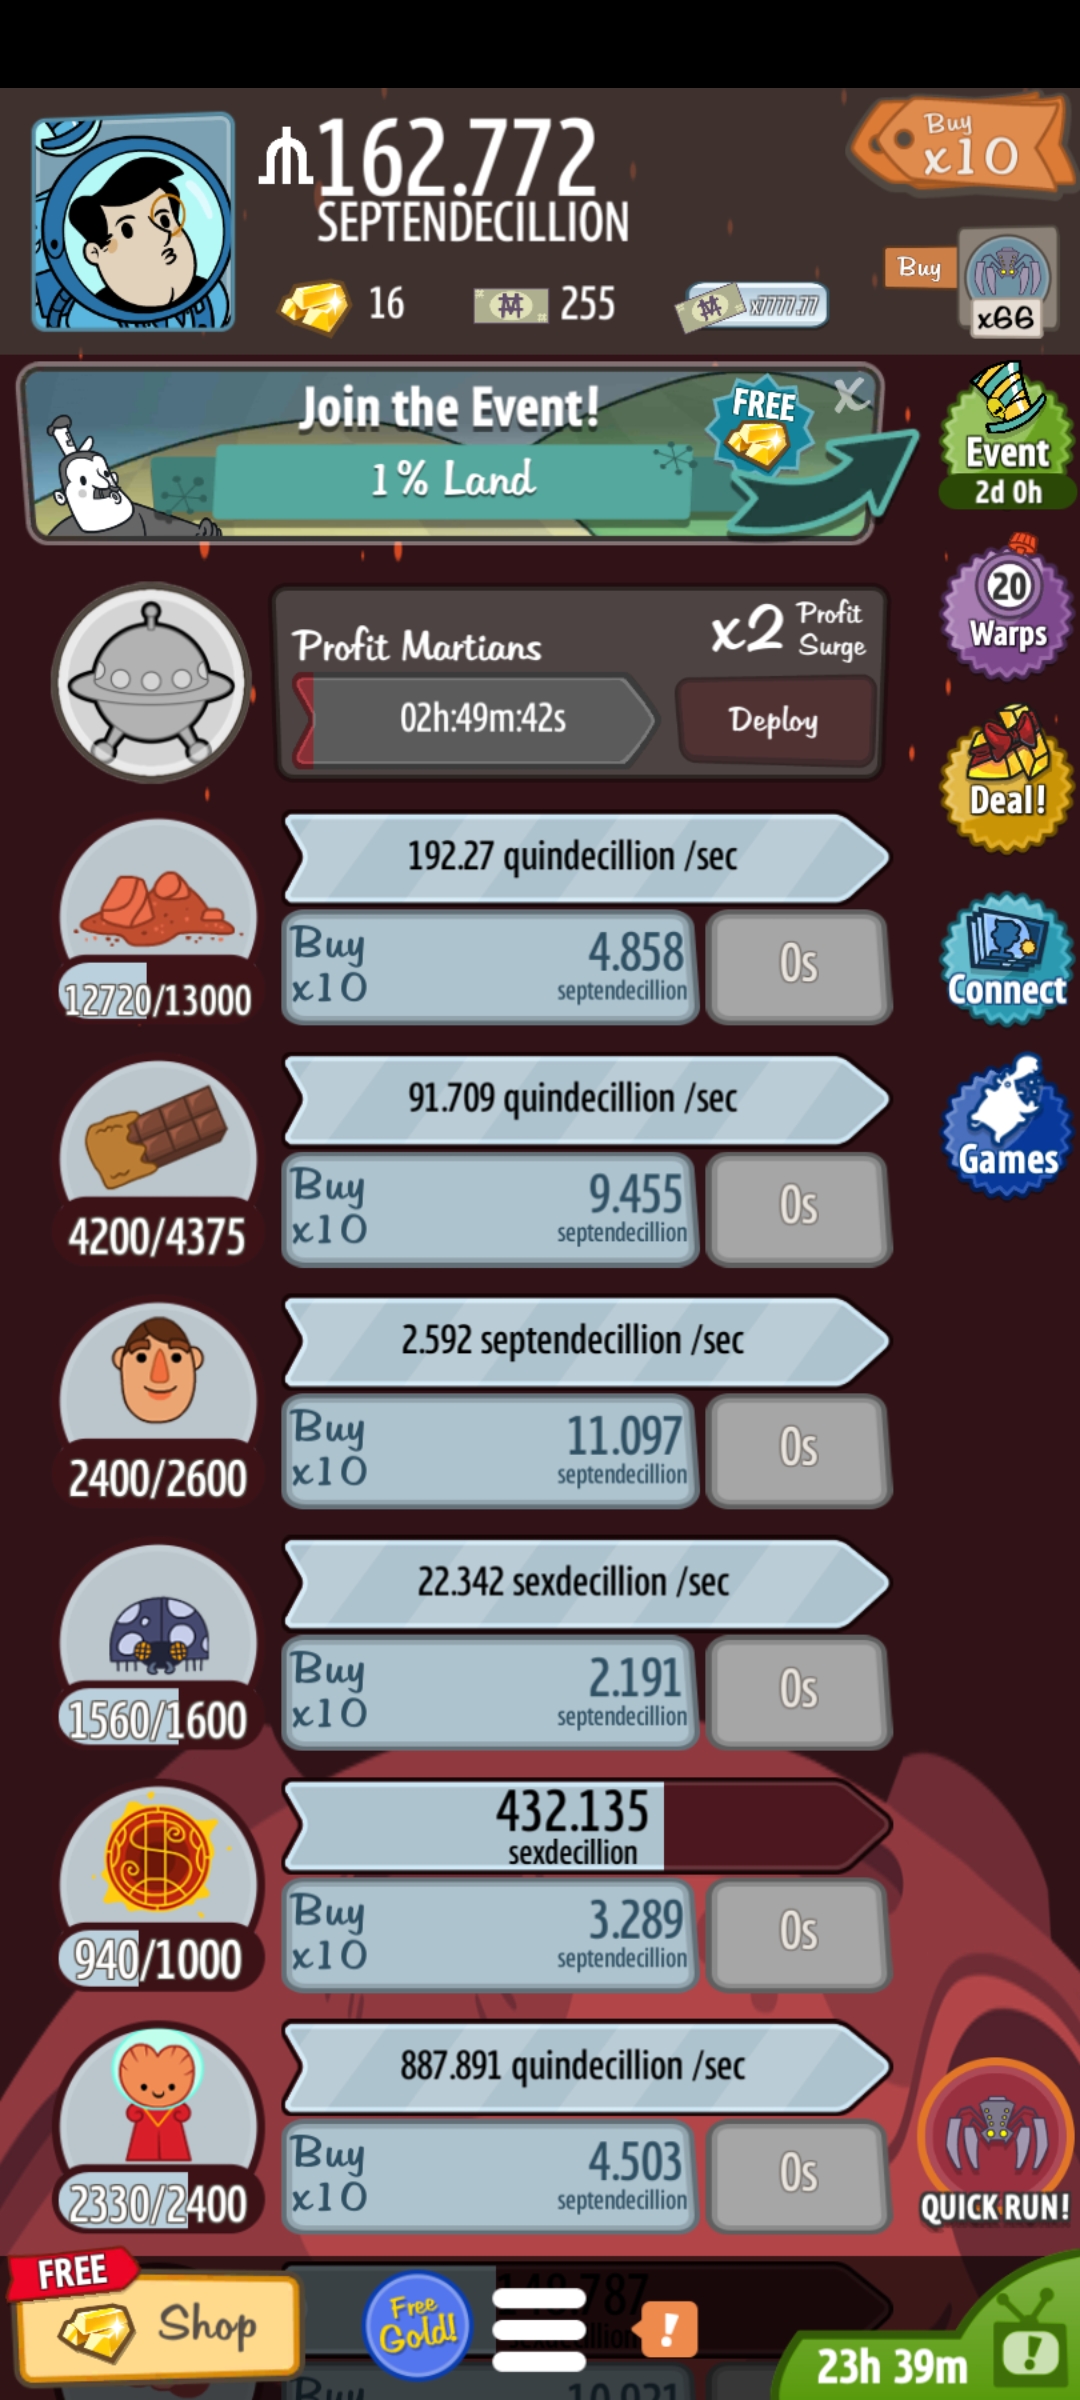 162.772
SEPTENDECILLION
Buy
x10
16
255
x7777.77
Buy
x66
Join the Event!
1% Land
FREE
x
Event
2d 0h
20
Warps
Profit Martians
x2 Profit Surge
02h:49m:42s
Deploy
Deal!
192.27 quindecillion /sec
12720/13000
Buy
x10
4.858
septendecillion
0s
Connect
91.709 quindecillion /sec
4200/4375
Buy
x10
9.455
septendecillion
0s
Games
2.592 septendecillion /sec
2400/2600
Buy
x10
11.097
septendecillion
0s
22.342 sexdecillion /sec
1560/1600
Buy
x10
2.191
septendecillion
0s
432.135
sexdecillion
940/1000
Buy
x10
3.289
septendecillion
0s
887.891 quindecillion /sec
2330/2400
Buy
x10
4.503
septendecillion
0s
QUICK RUN!
FREE
Shop
Free
Gold!
!
23h 39m
!
Buy